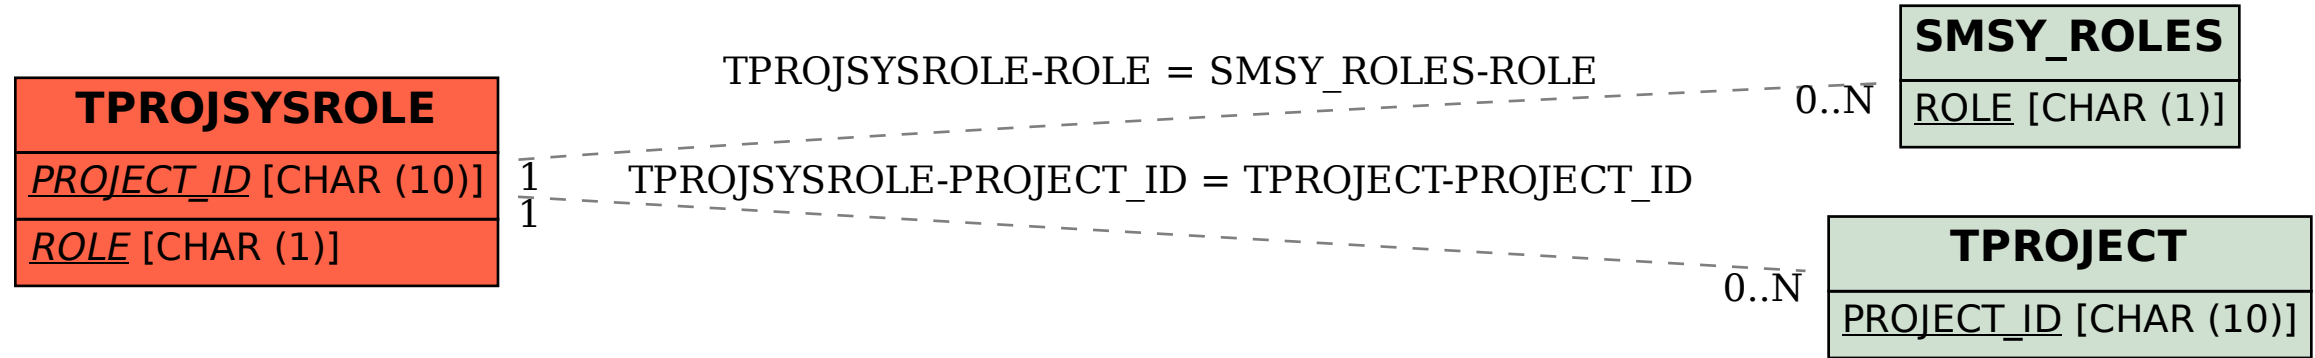 TPROJSYSROLE
PROJECT_ID [CHAR (10)]
ROLE [CHAR (1)]
TPROJSYSROLE-ROLE = SMSY_ROLES-ROLE
1
0..N
TPROJSYSROLE-PROJECT_ID = TPROJECT-PROJECT_ID
1
0..N
SMSY_ROLES
ROLE [CHAR (1)]
TPROJECT
PROJECT_ID [CHAR (10)]